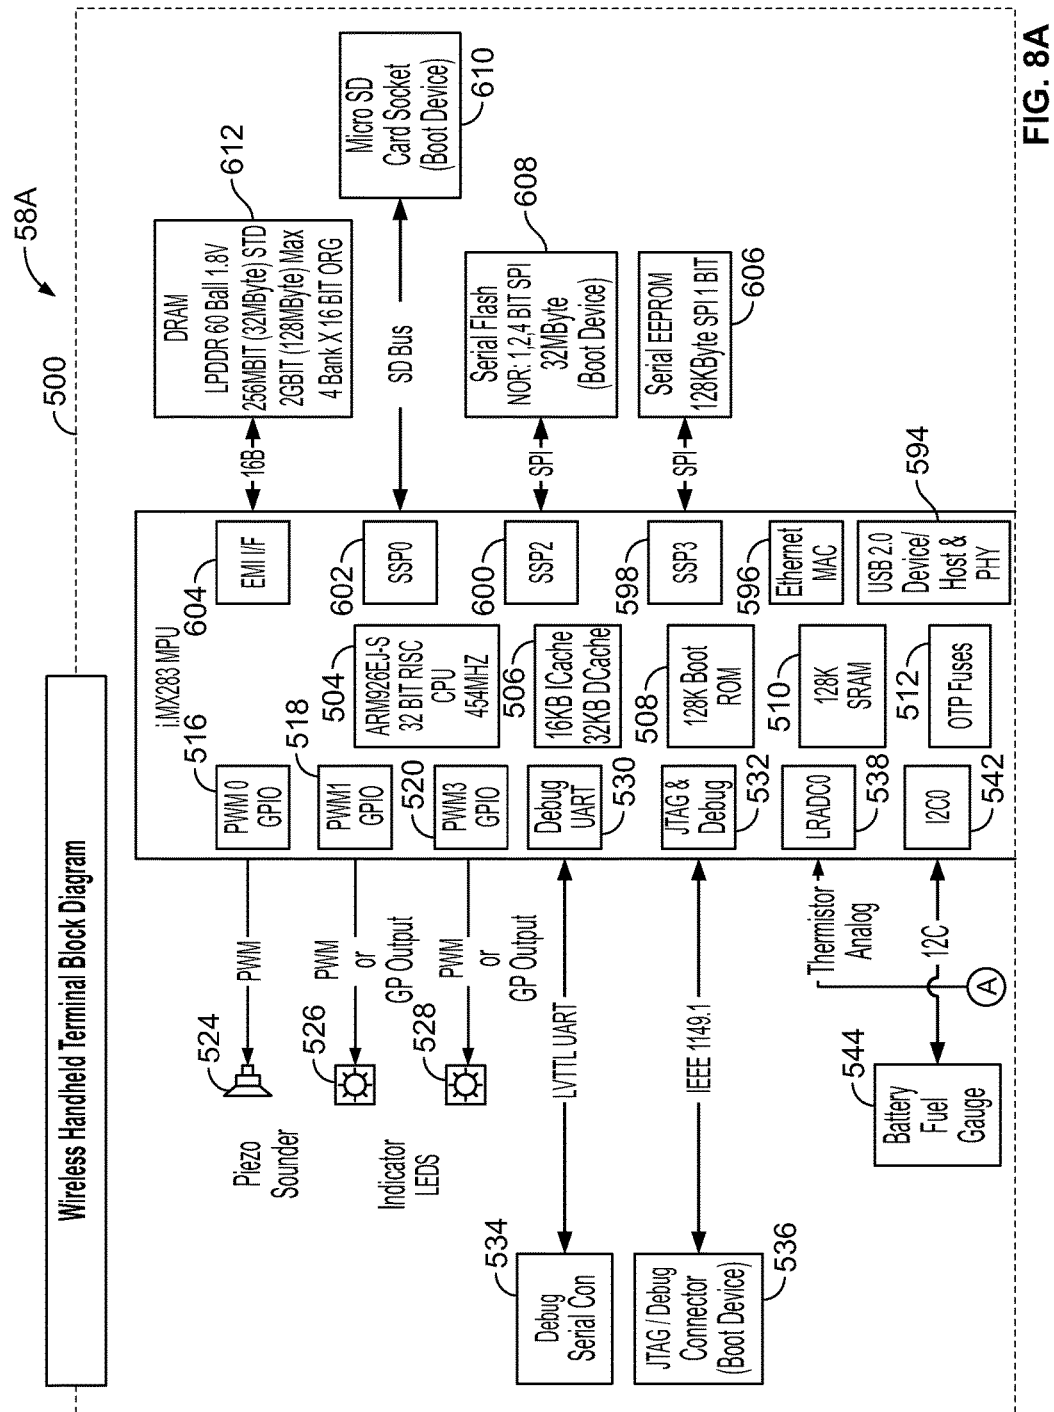 Wireless Handheld Terminal Block Diagram
500
58A
Piezo
Sounder
524
PWM
516
PWM 0
GPIO
i.MX283 MPU
604
EMI I/F
16B
DRAM
LPDDR 60 Ball 1.8V
256MBIT (32MByte) STD
2GBIT (128MByte) Max
4 Bank X 16 BIT ORG
612
Indicator
LEDS
526
PWM
or
GP Output
518
PWM1
GPIO
504
ARM926EJ-S
32 BIT RISC
CPU
454MHZ
602
SSP0
SD Bus
Micro SD
Card Socket
(Boot Device)
610
528
PWM
or
GP Output
520
PWM3
GPIO
534
Debug
Serial Con
LVTTL UART
Debug
UART
530
506
16KB ICache
32KB DCache
600
SSP2
SPI
Serial Flash
NOR: 1,2,4 BIT SPI
32MByte
(Boot Device)
608
JTAG / Debug
Connector
(Boot Device)
536
IEEE 1149.1
JTAG &
Debug
532
508
128K Boot
ROM
598
SSP3
SPI
Serial EEPROM
128KByte SPI 1 BIT
606
Thermistor
Analog
A
LRADC0
538
510
128K
SRAM
596
Ethernet
MAC
544
Battery
Fuel
Gauge
12C
I2C0
542
512
OTP Fuses
USB 2.0
Device/
Host &
PHY
594
FIG. 8A